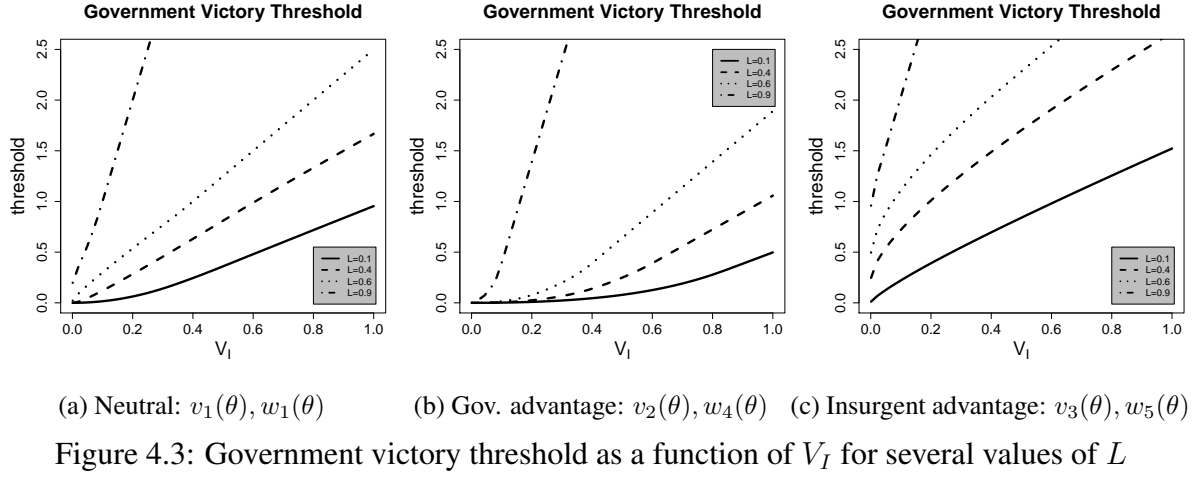 Government Victory Threshold
threshold
2.5
2.0
1.5
1.0
0.5
0.0
L=0.1
L=0.4
L=0.6
L=0.9
0.0 0.2 0.4 0.6 0.8 1.0
V_I
(a) Neutral: v₁(θ), w₁(θ)
Government Victory Threshold
threshold
2.5
2.0
1.5
1.0
0.5
0.0
L=0.1
L=0.4
L=0.6
L=0.9
0.0 0.2 0.4 0.6 0.8 1.0
V_I
(b) Gov. advantage: v₂(θ), w₄(θ)
Government Victory Threshold
threshold
2.5
2.0
1.5
1.0
0.5
0.0
L=0.1
L=0.4
L=0.6
L=0.9
0.0 0.2 0.4 0.6 0.8 1.0
V_I
(c) Insurgent advantage: v₃(θ), w₅(θ)
Figure 4.3: Government victory threshold as a function of V_I for several values of L